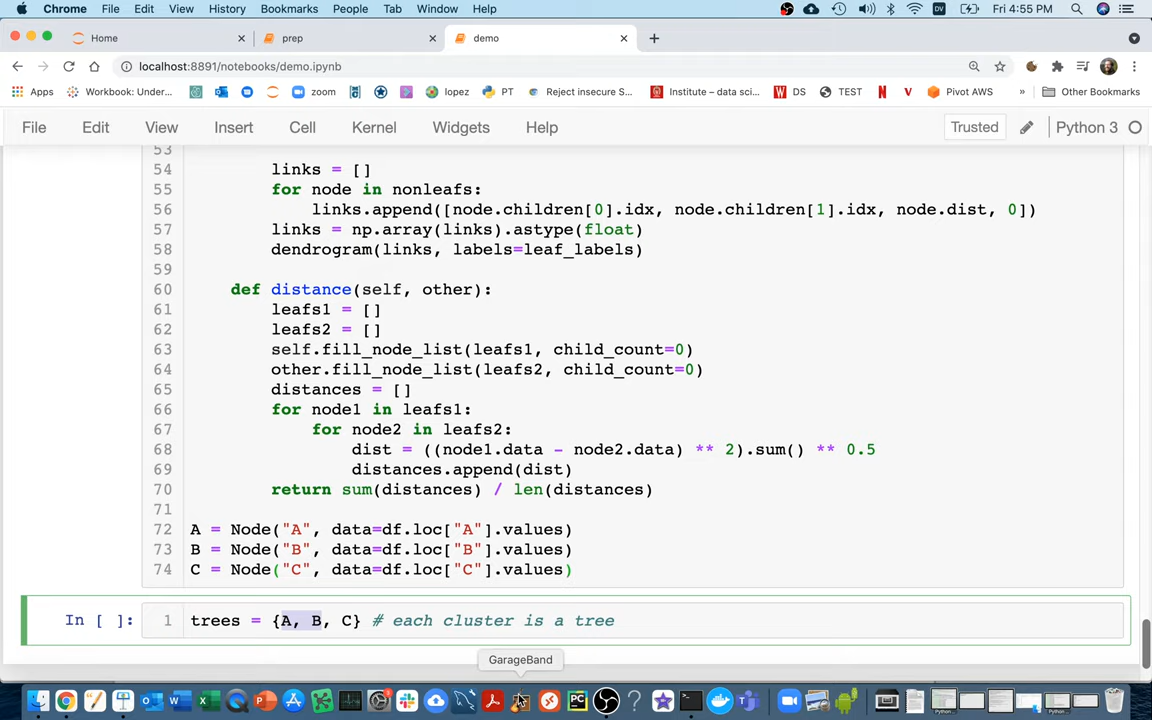 Chrome File Edit View History Bookmarks People Tab Window Help DV Fri 4:55 PM
Home prep demo
localhost:8891/notebooks/demo.ipynb
Apps Workbook: Under... zoom lopez PT Reject insecure S... Institute – data sci... DS TEST Pivot AWS » Other Bookmarks
File Edit View Insert Cell Kernel Widgets Help Trusted Python 3
53
54 links = []
55 for node in nonleafs:
56 links.append([node.children[0].idx, node.children[1].idx, node.dist, 0])
57 links = np.array(links).astype(float)
58 dendrogram(links, labels=leaf_labels)
59
60 def distance(self, other):
61 leafs1 = []
62 leafs2 = []
63 self.fill_node_list(leafs1, child_count=0)
64 other.fill_node_list(leafs2, child_count=0)
65 distances = []
66 for node1 in leafs1:
67 for node2 in leafs2:
68 dist = ((node1.data - node2.data) ** 2).sum() ** 0.5
69 distances.append(dist)
70 return sum(distances) / len(distances)
71
72 A = Node("A", data=df.loc["A"].values)
73 B = Node("B", data=df.loc["B"].values)
74 C = Node("C", data=df.loc["C"].values)
In [ ]: 1 trees = {A, B, C} # each cluster is a tree
GarageBand